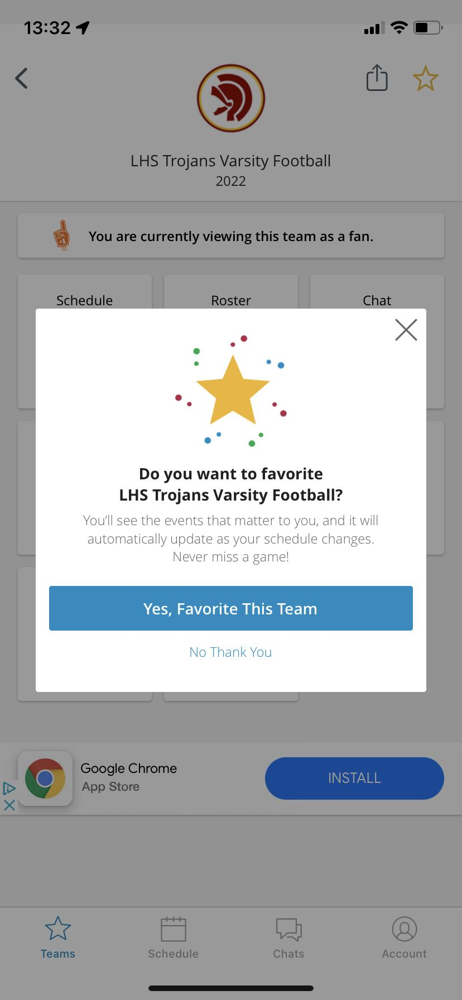 13:32
LHS Trojans Varsity Football
2022
#1
You are currently viewing this team as a fan.
Schedule
Roster
Chat
Do you want to favorite
LHS Trojans Varsity Football?
You'll see the events that matter to you, and it will
automatically update as your schedule changes.
Never miss a game!
Yes, Favorite This Team
No Thank You
Google Chrome
App Store
INSTALL
Teams
Schedule
Chats
Account